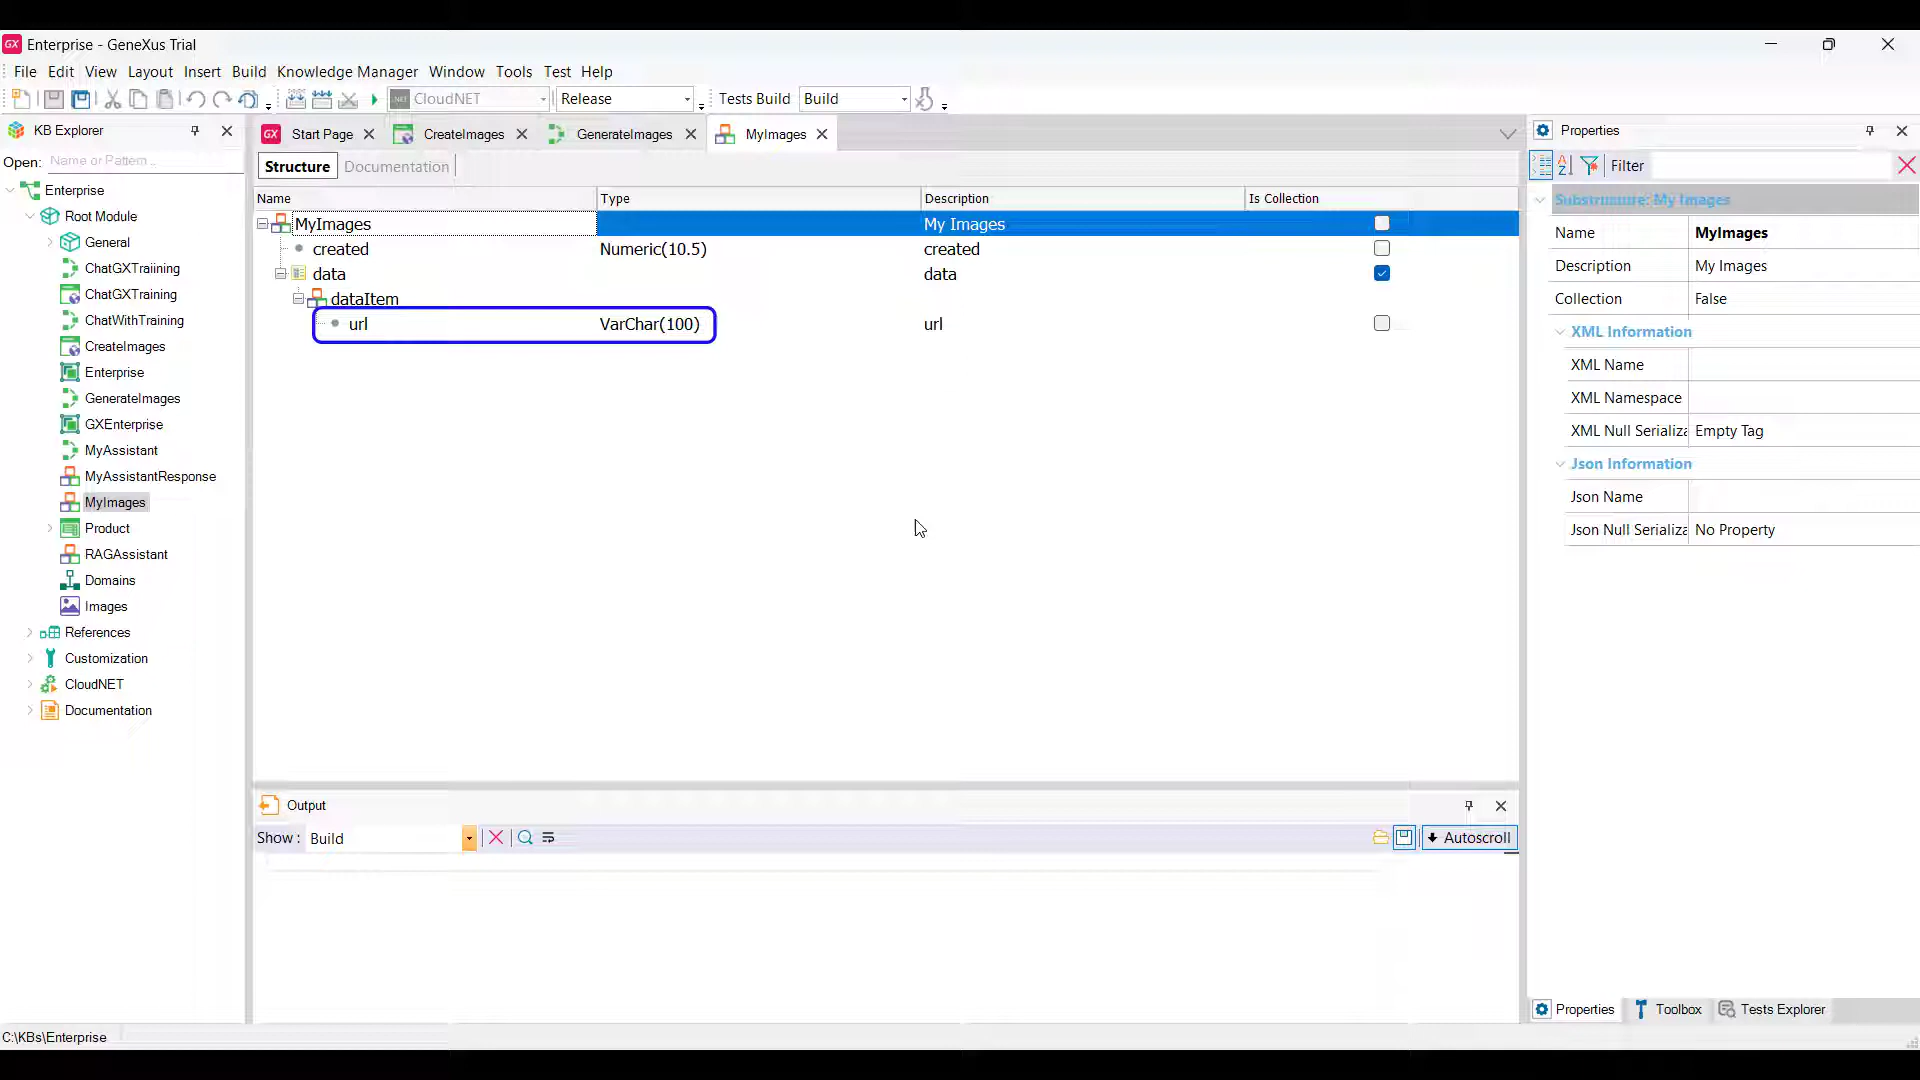 GX Enterprise - GeneXus Trial
File Edit View Layout Insert Build Knowledge Manager Window Tools Test Help
.NET CloudNET Release Tests Build Build
KB Explorer
Open: Name or Pattern ...
Enterprise
Root Module
General
ChatGXTraiining
ChatGXTraining
ChatWithTraining
CreateImages
Enterprise
GenerateImages
GXEnterprise
MyAssistant
MyAssistantResponse
MyImages
Product
RAGAssistant
Domains
Images
References
Customization
CloudNET
Documentation
GX Start Page CreateImages GenerateImages MyImages
Structure Documentation
Name Type Description Is Collection
MyImages My Images
created Numeric(10.5) created
data data
dataItem
url VarChar(100) url
Output
Show: Build Autoscroll
Properties
Filter
Substructure: My Images
Name MyImages
Description My Images
Collection False
XML Information
XML Name
XML Namespace
XML Null Serializa Empty Tag
Json Information
Json Name
Json Null Serializa No Property
Properties Toolbox Tests Explorer
C:\KBs\Enterprise